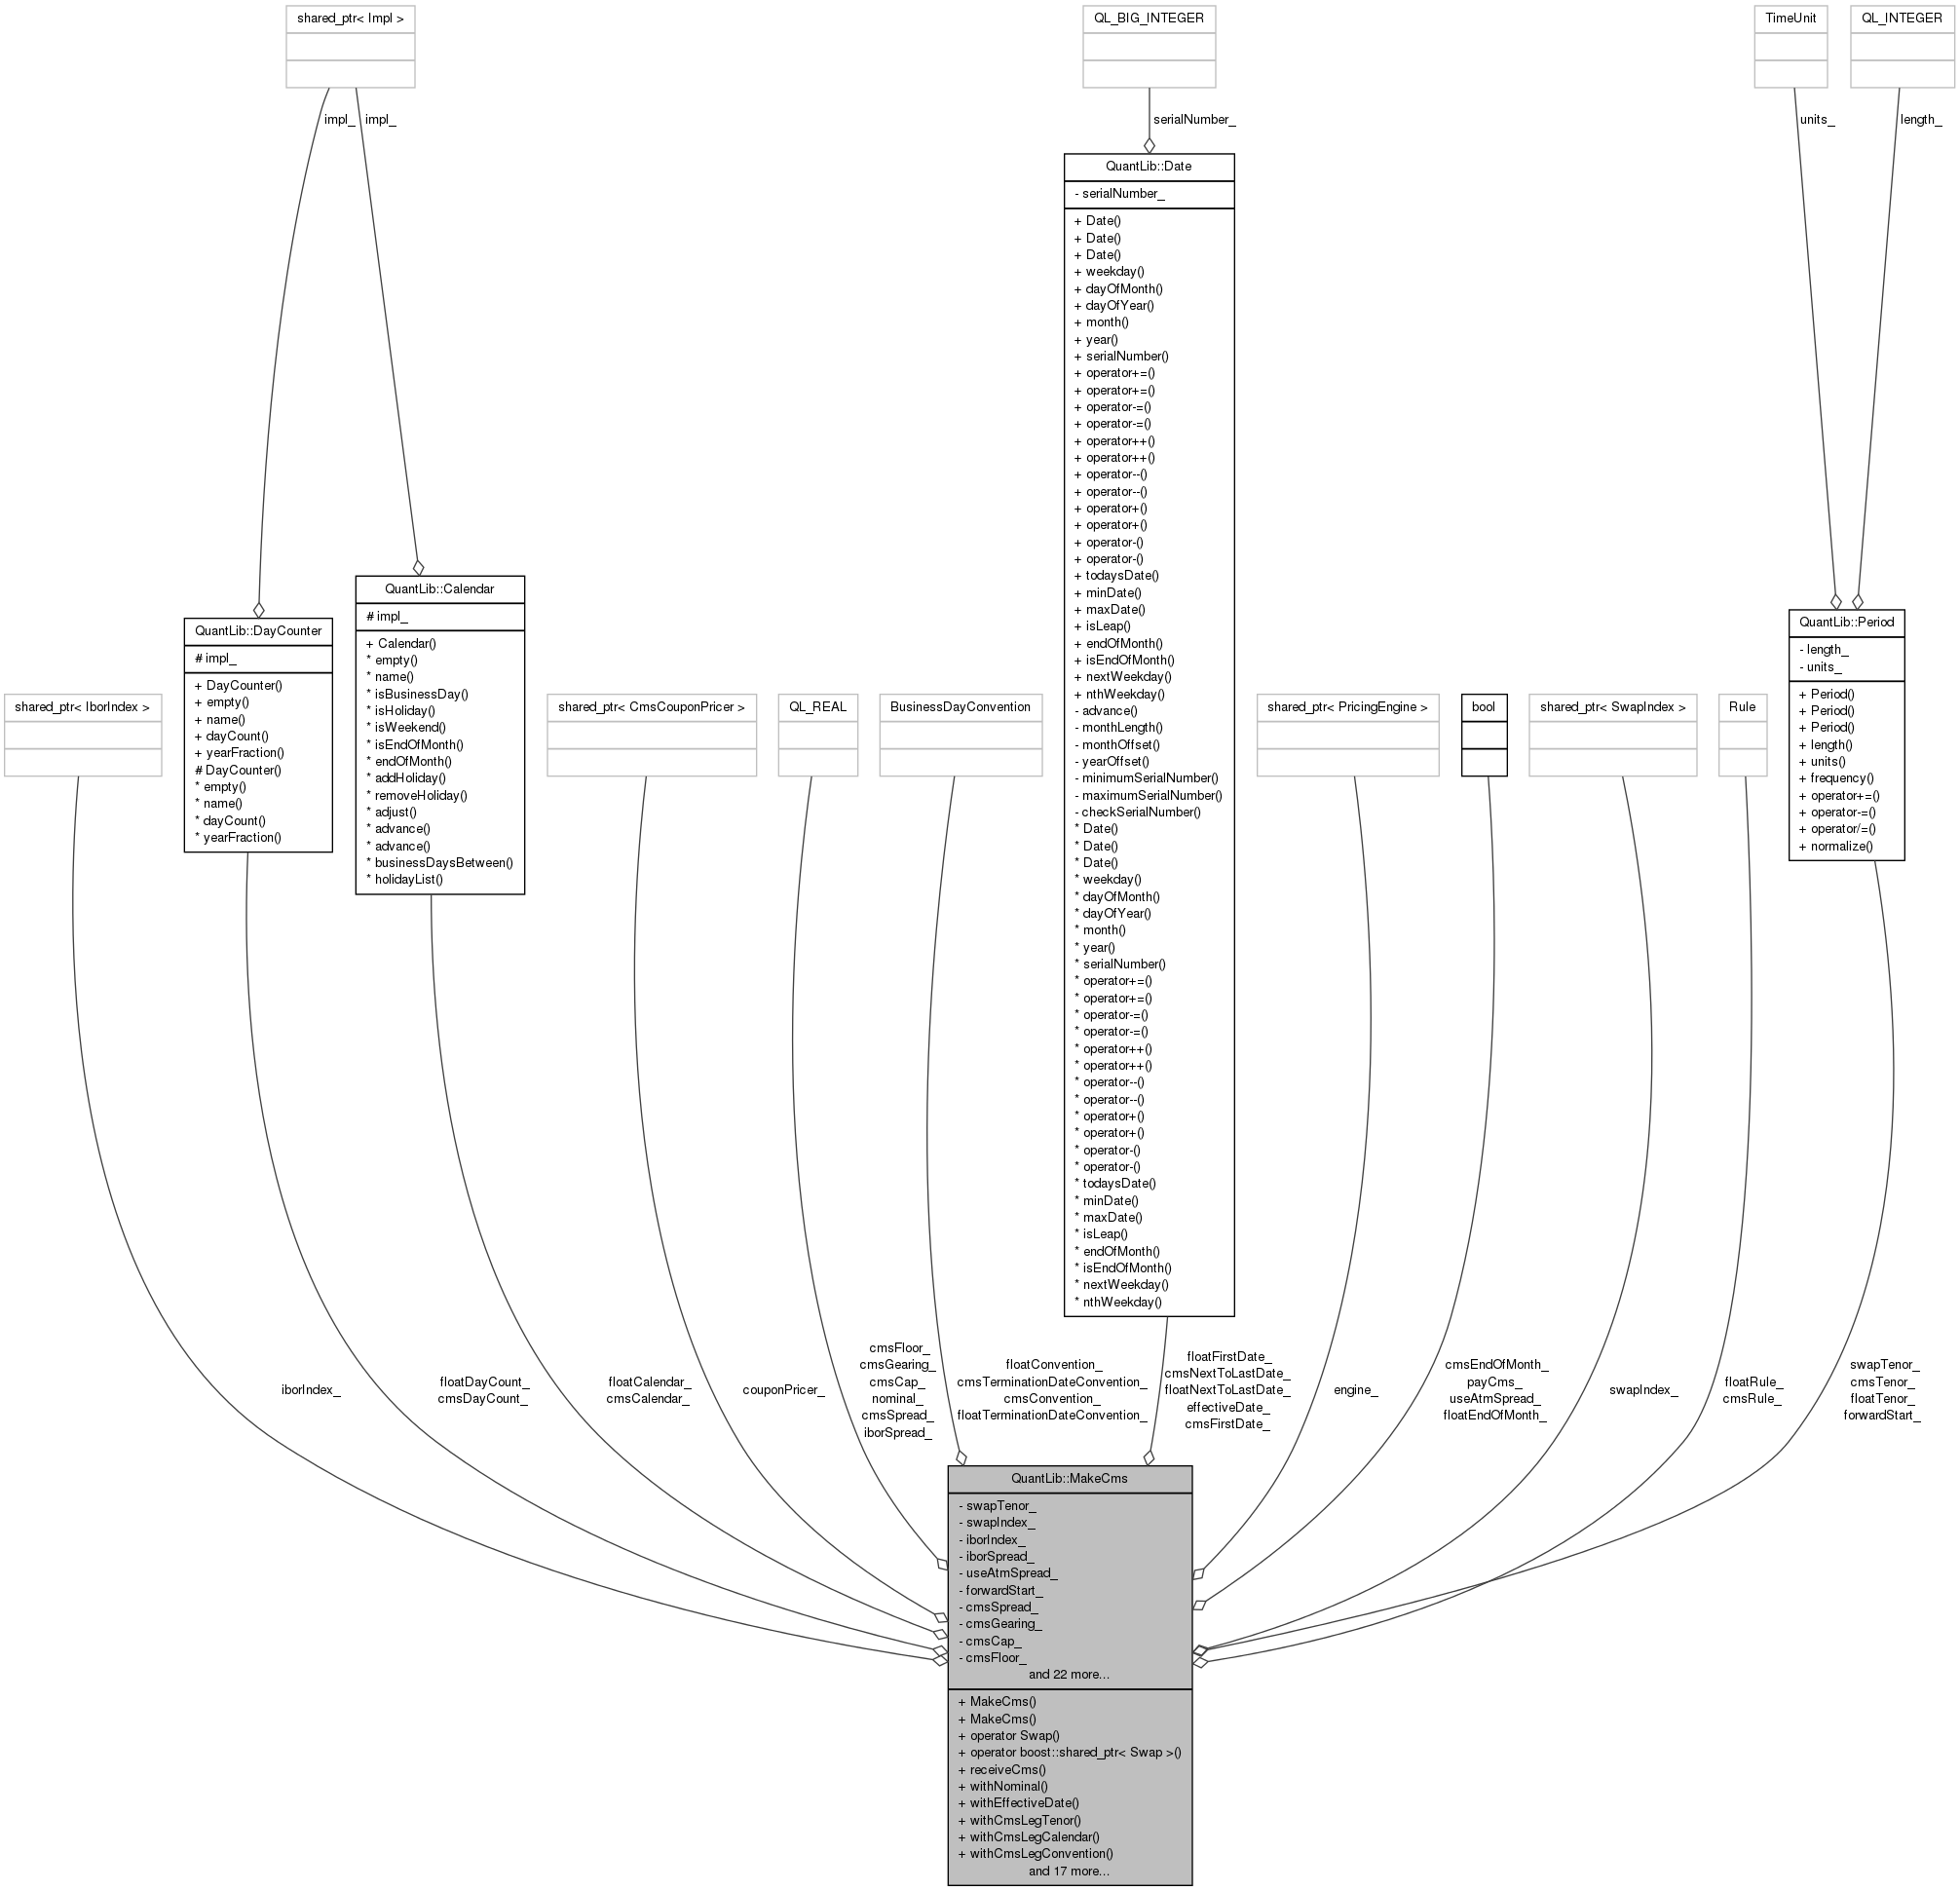 shared_ptr< Impl >
QL_BIG_INTEGER
TimeUnit
QL_INTEGER
impl_
impl_
serialNumber_
units_
length_
QuantLib::Date
- serialNumber_
+ Date()
+ Date()
+ Date()
+ weekday()
+ dayOfMonth()
+ dayOfYear()
+ month()
+ year()
+ serialNumber()
+ operator+=()
+ operator+=()
+ operator-=()
+ operator-=()
+ operator++()
+ operator++()
+ operator--()
+ operator--()
+ operator+()
+ operator+()
+ operator-()
+ operator-()
+ todaysDate()
+ minDate()
+ maxDate()
+ isLeap()
+ endOfMonth()
+ isEndOfMonth()
+ nextWeekday()
+ nthWeekday()
- advance()
- monthLength()
- monthOffset()
- yearOffset()
- minimumSerialNumber()
- maximumSerialNumber()
- checkSerialNumber()
* Date()
* Date()
* Date()
* weekday()
* dayOfMonth()
* dayOfYear()
* month()
* year()
* serialNumber()
* operator+=()
* operator+=()
* operator-=()
* operator-=()
* operator++()
* operator++()
* operator--()
* operator--()
* operator+()
* operator+()
* operator-()
* operator-()
* todaysDate()
* minDate()
* maxDate()
* isLeap()
* endOfMonth()
* isEndOfMonth()
* nextWeekday()
* nthWeekday()
QuantLib::Calendar
# impl_
+ Calendar()
* empty()
* name()
* isBusinessDay()
* isHoliday()
* isWeekend()
* isEndOfMonth()
* endOfMonth()
* addHoliday()
* removeHoliday()
* adjust()
* advance()
* advance()
* businessDaysBetween()
* holidayList()
QuantLib::DayCounter
# impl_
+ DayCounter()
+ empty()
+ name()
+ dayCount()
+ yearFraction()
# DayCounter()
* empty()
* name()
* dayCount()
* yearFraction()
QuantLib::Period
- length_
- units_
+ Period()
+ Period()
+ Period()
+ length()
+ units()
+ frequency()
+ operator+=()
+ operator-=()
+ operator/=()
+ normalize()
shared_ptr< IborIndex >
shared_ptr< CmsCouponPricer >
QL_REAL
BusinessDayConvention
shared_ptr< PricingEngine >
bool
shared_ptr< SwapIndex >
Rule
iborIndex_
floatDayCount_
cmsDayCount_
floatCalendar_
cmsCalendar_
couponPricer_
cmsFloor_
cmsGearing_
cmsCap_
nominal_
cmsSpread_
iborSpread_
floatConvention_
cmsTerminationDateConvention_
cmsConvention_
floatTerminationDateConvention_
floatFirstDate_
cmsNextToLastDate_
floatNextToLastDate_
effectiveDate_
cmsFirstDate_
engine_
cmsEndOfMonth_
payCms_
useAtmSpread_
floatEndOfMonth_
swapIndex_
floatRule_
cmsRule_
swapTenor_
cmsTenor_
floatTenor_
forwardStart_
QuantLib::MakeCms
- swapTenor_
- swapIndex_
- iborIndex_
- iborSpread_
- useAtmSpread_
- forwardStart_
- cmsSpread_
- cmsGearing_
- cmsCap_
- cmsFloor_
and 22 more...
+ MakeCms()
+ MakeCms()
+ operator Swap()
+ operator boost::shared_ptr< Swap >()
+ receiveCms()
+ withNominal()
+ withEffectiveDate()
+ withCmsLegTenor()
+ withCmsLegCalendar()
+ withCmsLegConvention()
and 17 more...